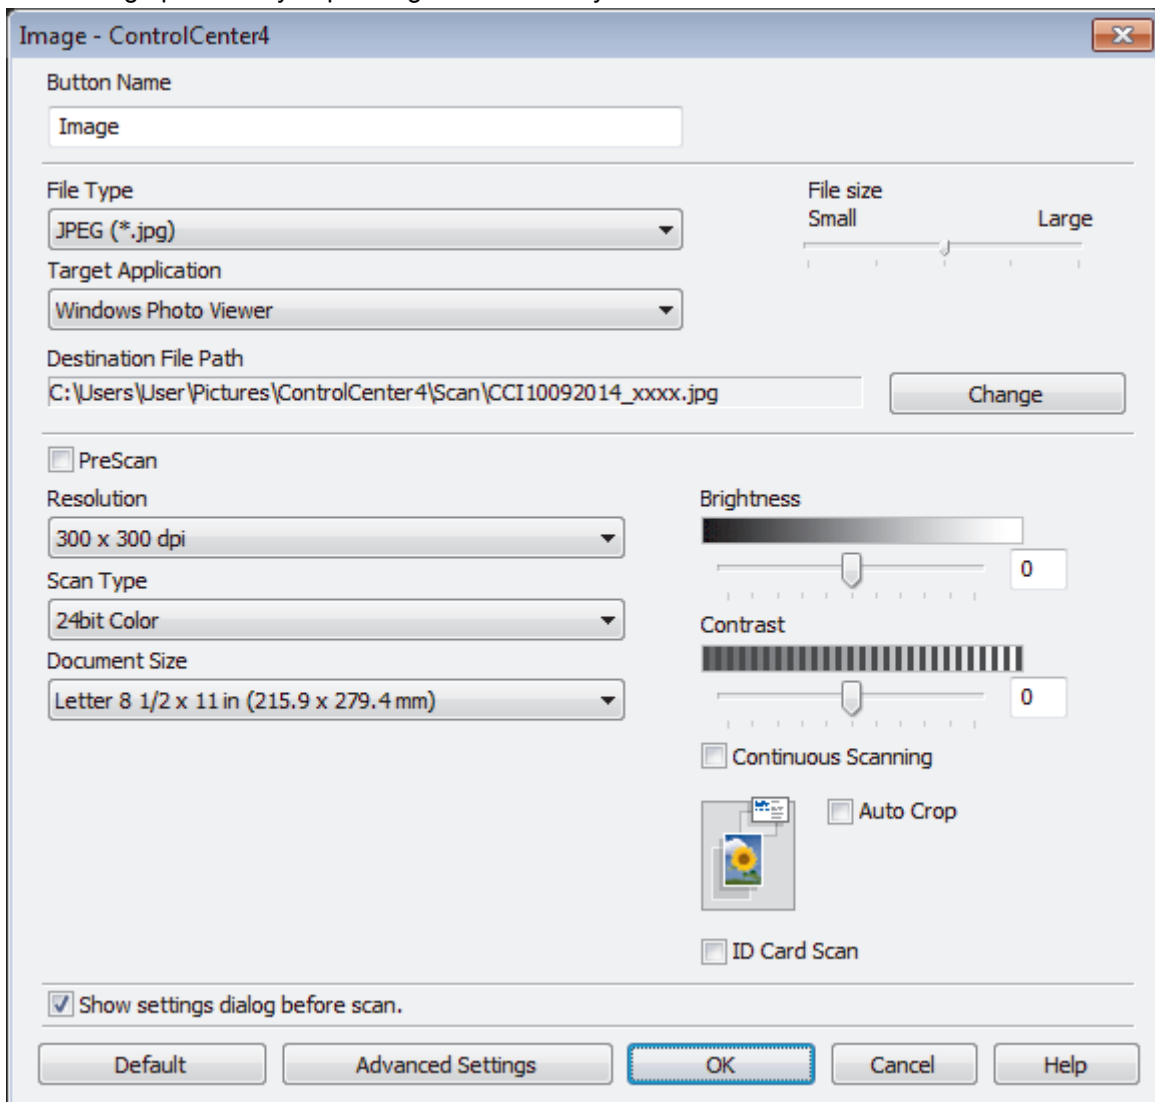 Image - ControlCenter4
Button Name
Image
File Type
File size
JPEG (*.jpg)
Small Large
Target Application
Windows Photo Viewer
Destination File Path
C:\Users\User\Pictures\ControlCenter4\Scan\CCI10092014_xxxx.jpg
Change
PreScan
Resolution
300 x 300 dpi
Scan Type
24bit Color
Document Size
Letter 8 1/2 x 11 in (215.9 x 279.4 mm)
Brightness
0
Contrast
0
Continuous Scanning
Auto Crop
ID Card Scan
Show settings dialog before scan.
Default Advanced Settings OK Cancel Help